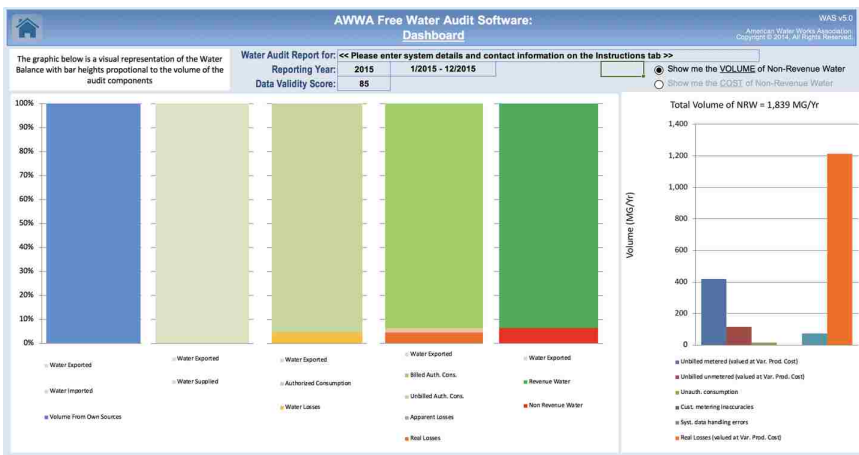 AWWA Free Water Audit Software:
Dashboard
WAS v5.0
American Water Works Association.
Copyright © 2014, All Rights Reserved.
The graphic below is a visual representation of the Water
Balance with bar heights propotional to the volume of the
audit components
Water Audit Report for: << Please enter system details and contact information on the Instructions tab >>
Reporting Year: 2015 1/2015 - 12/2015
Data Validity Score: 85
Show me the VOLUME of Non-Revenue Water
Show me the COST of Non-Revenue Water
100%
90%
80%
70%
60%
50%
40%
30%
20%
10%
0%
Water Exported
Water Imported
Volume From Own Sources
Water Exported
Water Supplied
Water Exported
Authorized Consumption
Water Losses
Water Exported
Billed Auth. Cons.
Unbilled Auth. Cons.
Apparent Losses
Real Losses
Water Exported
Revenue Water
Non Revenue Water
Total Volume of NRW = 1,839 MG/Yr
Volume (MG/Yr)
1,400
1,200
1,000
800
600
400
200
0
Unbilled metered (valued at Var. Prod. Cost)
Unbilled unmetered (valued at Var. Prod. Cost)
Unauth. consumption
Cust. metering inaccuracies
Syst. data handling errors
Real Losses (valued at Var. Prod. Cost)